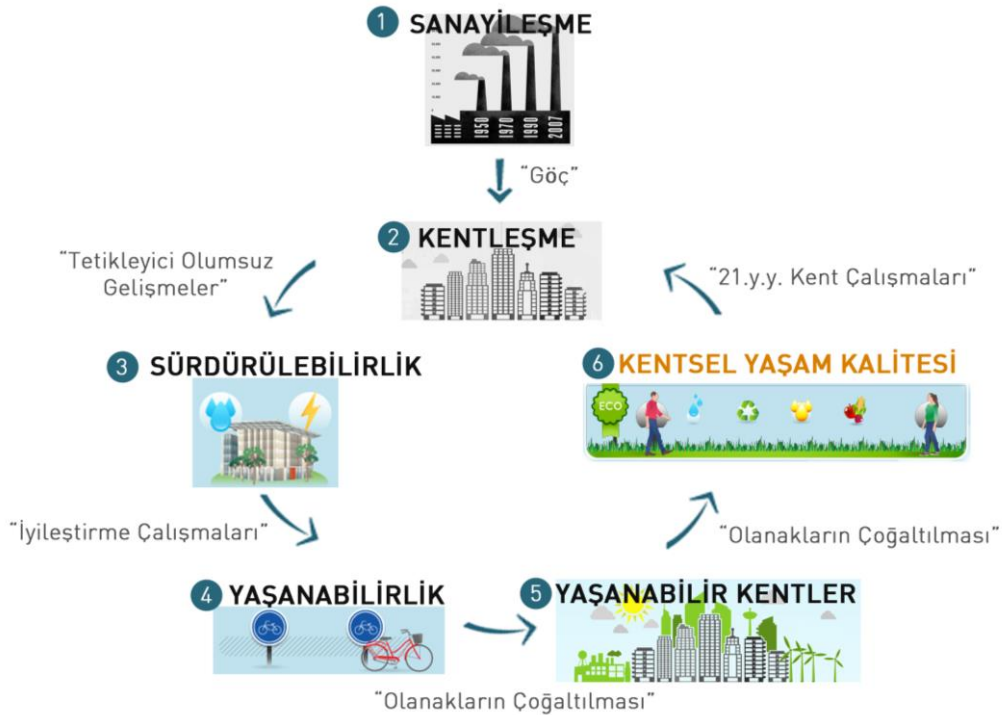 1 SANAYİLEŞME
1950
1970
1990
2007
"Göç"
2 KENTLEŞME
"Tetikleyici Olumsuz
Gelişmeler"
"21.y.y. Kent Çalışmaları"
3 SÜRDÜRÜLEBİLİRLİK
6 KENTSEL YAŞAM KALİTESİ
ECO
"İyileştirme Çalışmaları"
"Olanakların Çoğaltılması"
4 YAŞANABİLİRLİK
5 YAŞANABİLİR KENTLER
"Olanakların Çoğaltılması"